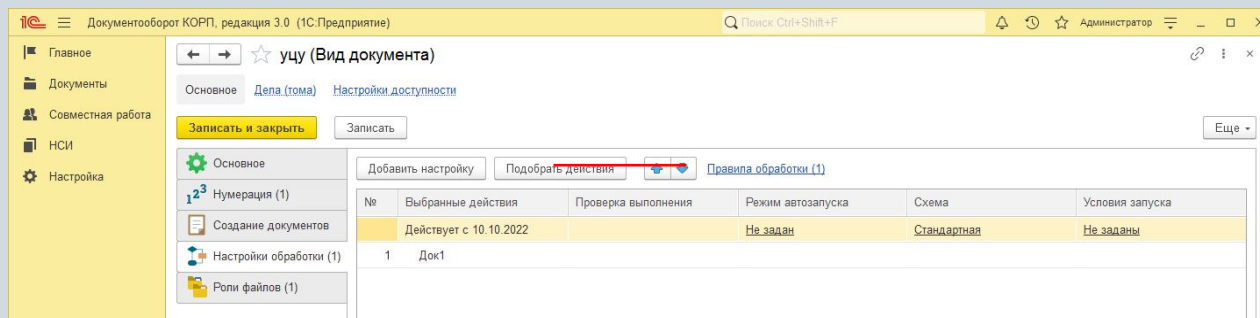 1С Документооборот КОРП, редакция 3.0 (1С:Предприятие) Поиск Ctrl+Shift+F Администратор
Главное
Документы
Совместная работа
НСИ
Настройка
уцу (Вид документа)
Основное Дела (тома) Настройки доступности
Записать и закрыть Записать Еще
Основное
1 2 3 Нумерация (1)
Создание документов
Настройки обработки (1)
Роли файлов (1)
Добавить настройку Подобрать действия Правила обработки (1)
№ Выбранные действия Проверка выполнения Режим автозапуска Схема Условия запуска
Действует с 10.10.2022 Не задан Стандартная Не заданы
1 Док1